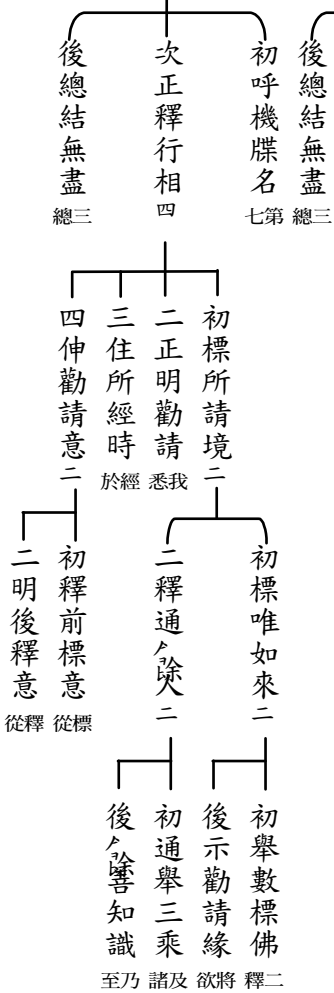 後總結無盡
三總
初呼機牒名
第七
次正釋行相四
後總結無盡
三總
初標所請境二
二正明勸請
我悉
三住所經時
經於
四伸勸請意二
初標唯如來二
二釋通除人二
初釋前標意
標從
二明後釋意
釋從
初舉數標佛
二釋
後示勸請緣
將欲
初通舉三乘
及諸
後除善知識
乃至